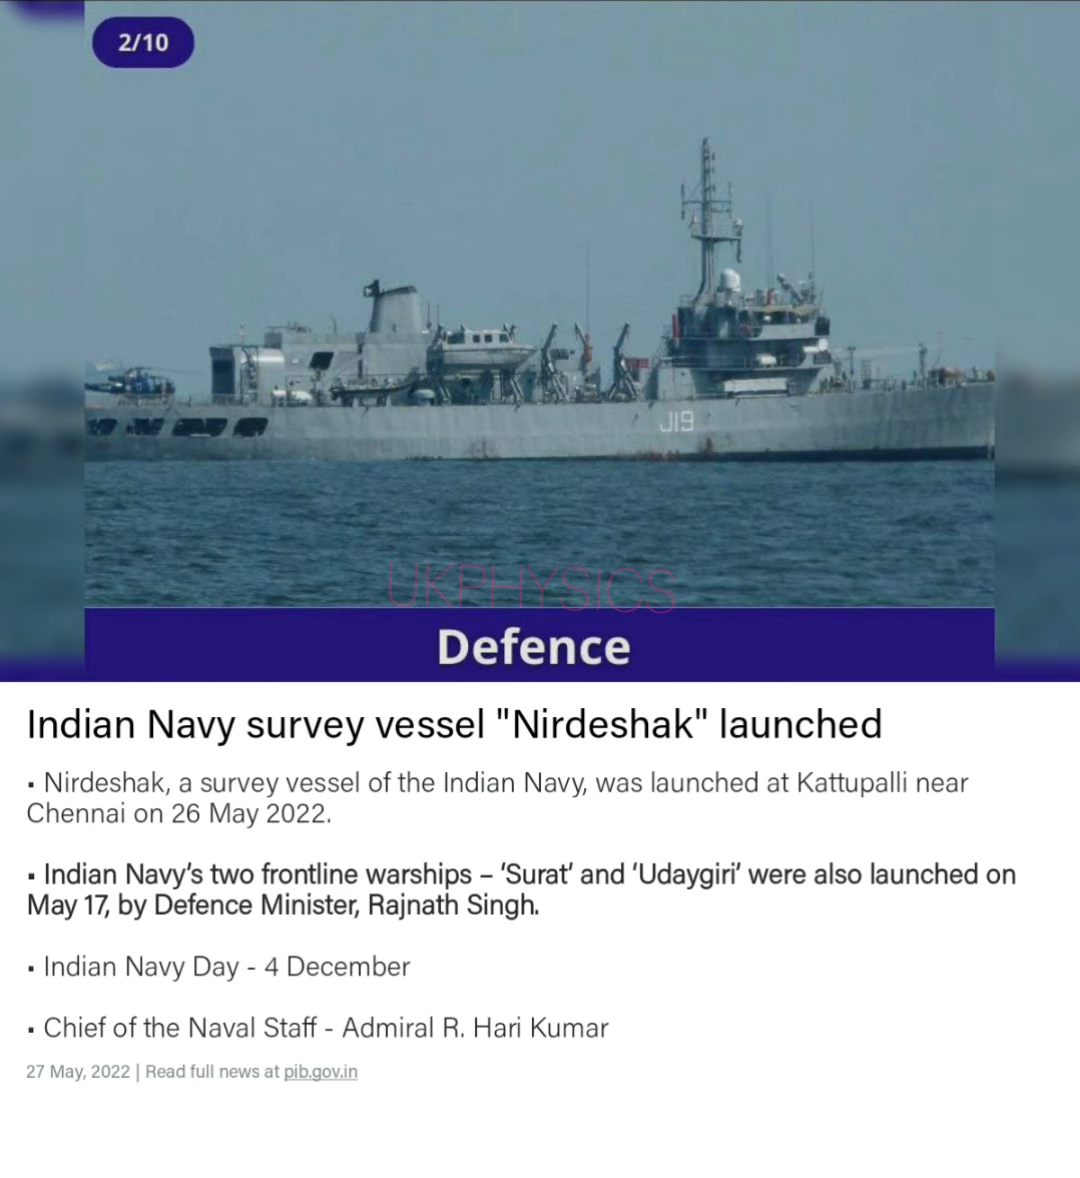 2/10
J19
UKPHYSICS
Defence
Indian Navy survey vessel "Nirdeshak" launched
▪ Nirdeshak, a survey vessel of the Indian Navy, was launched at Kattupalli near
Chennai on 26 May 2022.
▪ Indian Navy’s two frontline warships – ‘Surat’ and ‘Udaygiri’ were also launched on
May 17, by Defence Minister, Rajnath Singh.
▪ Indian Navy Day - 4 December
▪ Chief of the Naval Staff - Admiral R. Hari Kumar
27 May, 2022 | Read full news at pib.gov.in